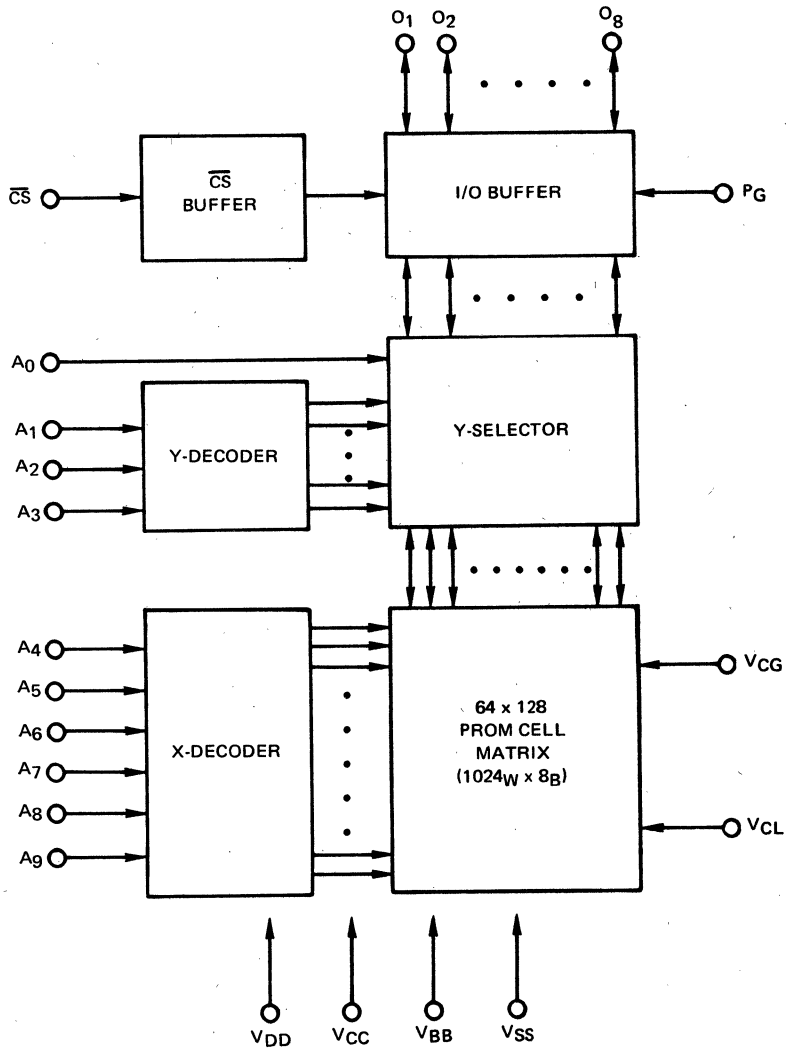 O1 O2 O8
CS
CS
BUFFER
I/O BUFFER
PG
A0
A1
A2
A3
Y-DECODER
Y-SELECTOR
A4
A5
A6
A7
A8
A9
X-DECODER
64 x 128
PROM CELL
MATRIX
(1024W x 8B)
VCG
VCL
VDD VCC VBB VSS